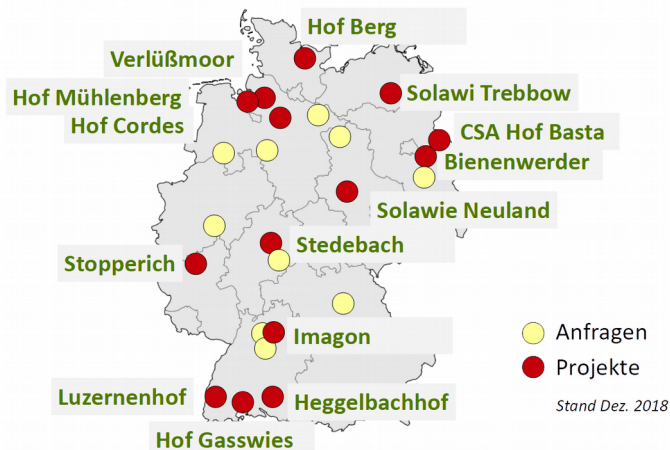 Hof Berg
Verlüßmoor
Hof Mühlenberg
Solawi Trebbow
Hof Cordes
CSA Hof Basta
Bienenwerder
Solawie Neuland
Stedebach
Stopperich
Imagon
Anfragen
Projekte
Luzernenhof
Heggelbachhof
Stand Dez. 2018
Hof Gasswies